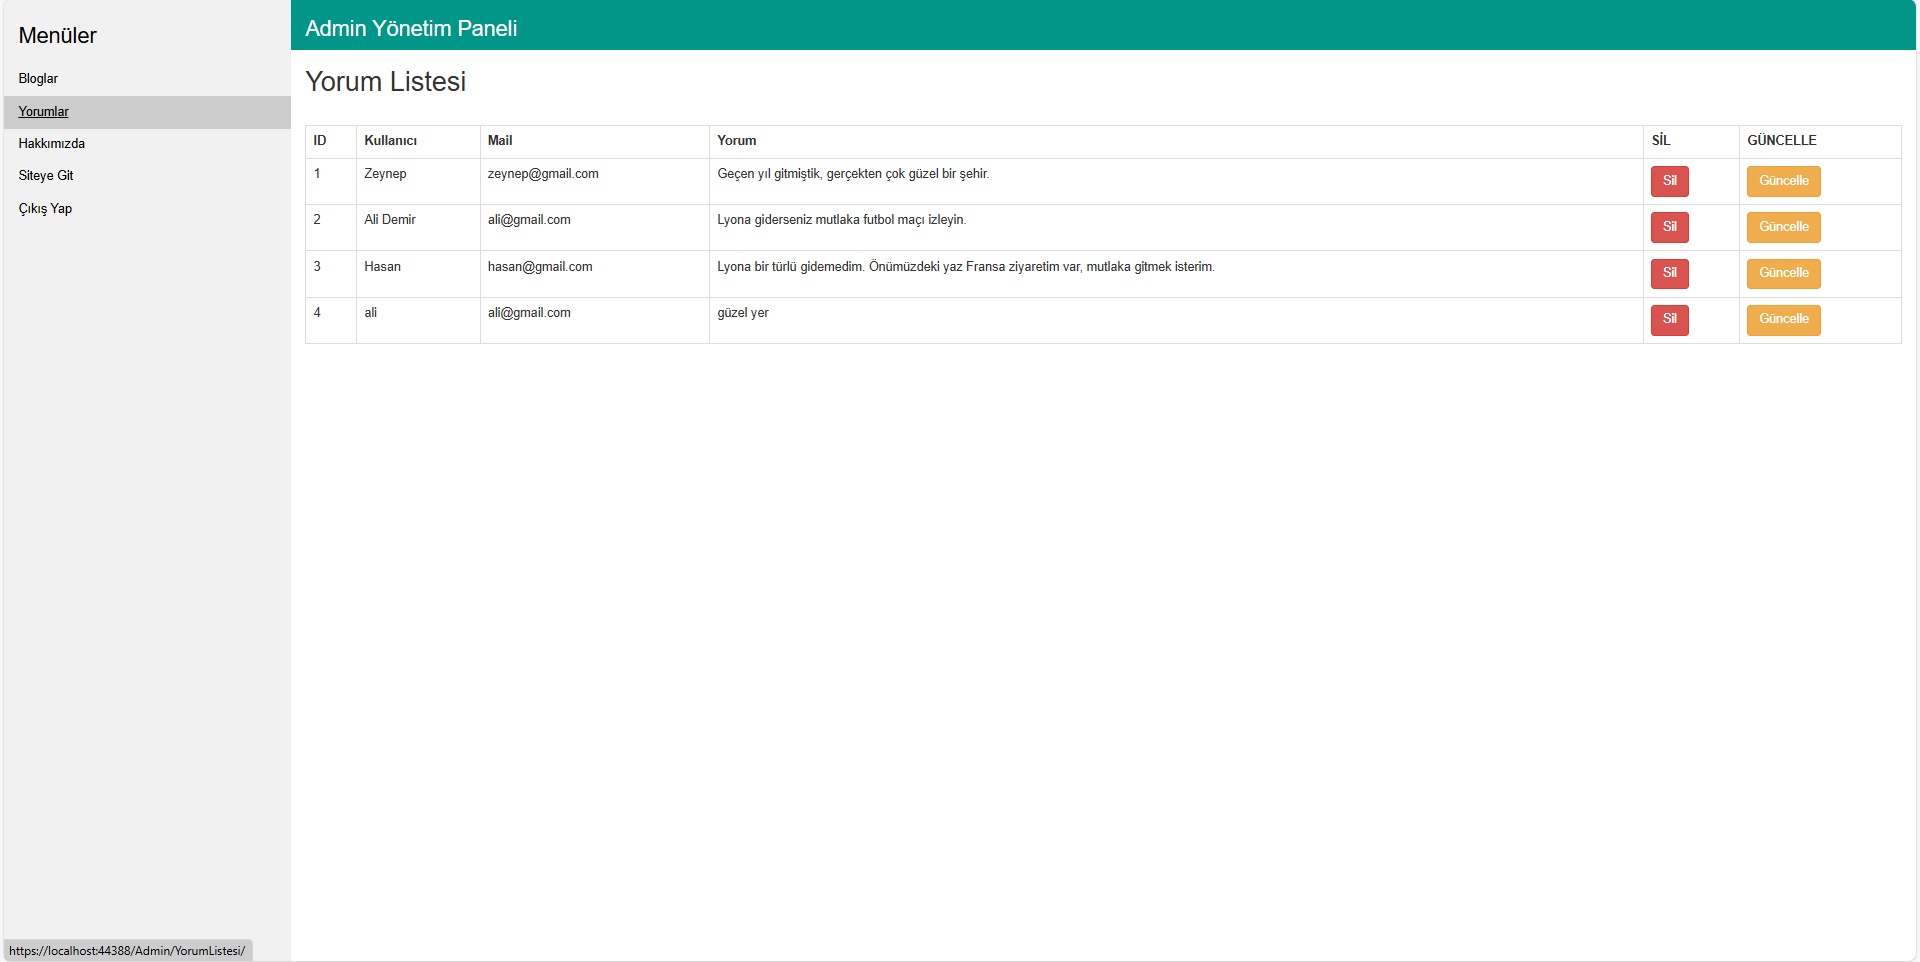 Menüler
Bloglar
Yorumlar
Hakkımızda
Siteye Git
Çıkış Yap
Admin Yönetim Paneli
Yorum Listesi
ID Kullanıcı Mail Yorum SİL GÜNCELLE
1 Zeynep zeynep@gmail.com Geçen yıl gitmiştik, gerçekten çok güzel bir şehir. Sil Güncelle
2 Ali Demir ali@gmail.com Lyona giderseniz mutlaka futbol maçı izleyin. Sil Güncelle
3 Hasan hasan@gmail.com Lyona bir türlü gidemedim. Önümüzdeki yaz Fransa ziyaretim var, mutlaka gitmek isterim. Sil Güncelle
4 ali ali@gmail.com güzel yer Sil Güncelle
https://localhost:44388/Admin/YorumListesi/